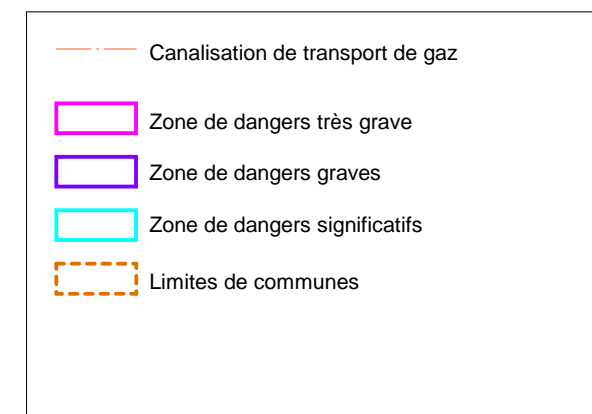 Canalisation de transport de gaz
Zone de dangers très grave
Zone de dangers graves
Zone de dangers significatifs
Limites de communes